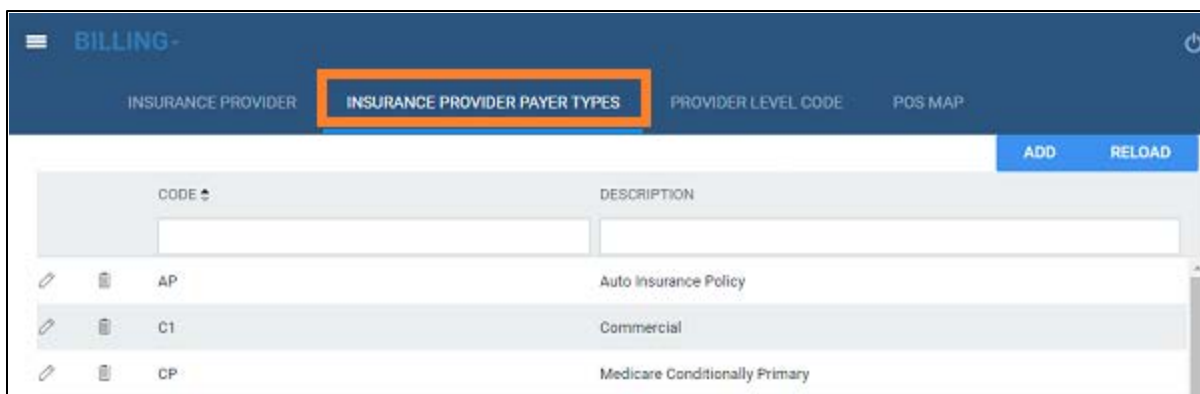 BILLING-
INSURANCE PROVIDER INSURANCE PROVIDER PAYER TYPES PROVIDER LEVEL CODE POS MAP
ADD RELOAD
CODE DESCRIPTION
AP Auto Insurance Policy
C1 Commercial
CP Medicare Conditionally Primary